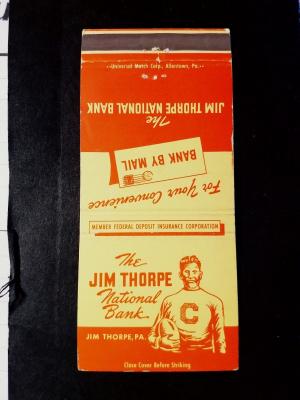 Universal Match Corp., Allentown, Pa.
The
JIM THORPE NATIONAL BANK
BANK BY MAIL
For Your Convenience
MEMBER FEDERAL DEPOSIT INSURANCE CORPORATION
The
JIM THORPE
National
Bank
C
JIM THORPE, PA.
Close Cover Before Striking